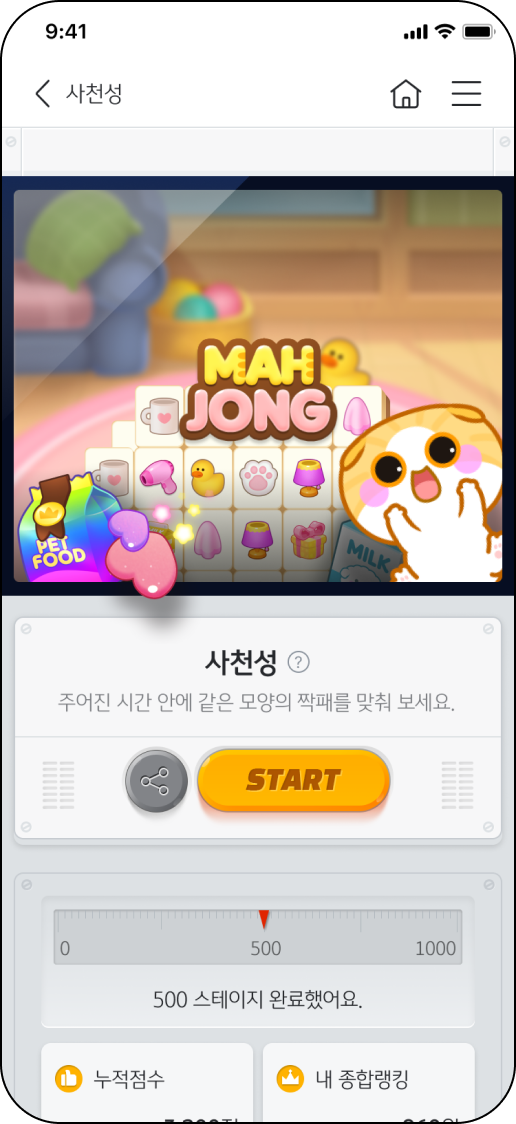 9:41
사천성
MAH
JONG
PET
FOOD
MILK
사천성 ?
주어진 시간 안에 같은 모양의 짝패를 맞춰 보세요.
START
0 500 1000
500 스테이지 완료했어요.
누적점수
내 종합랭킹